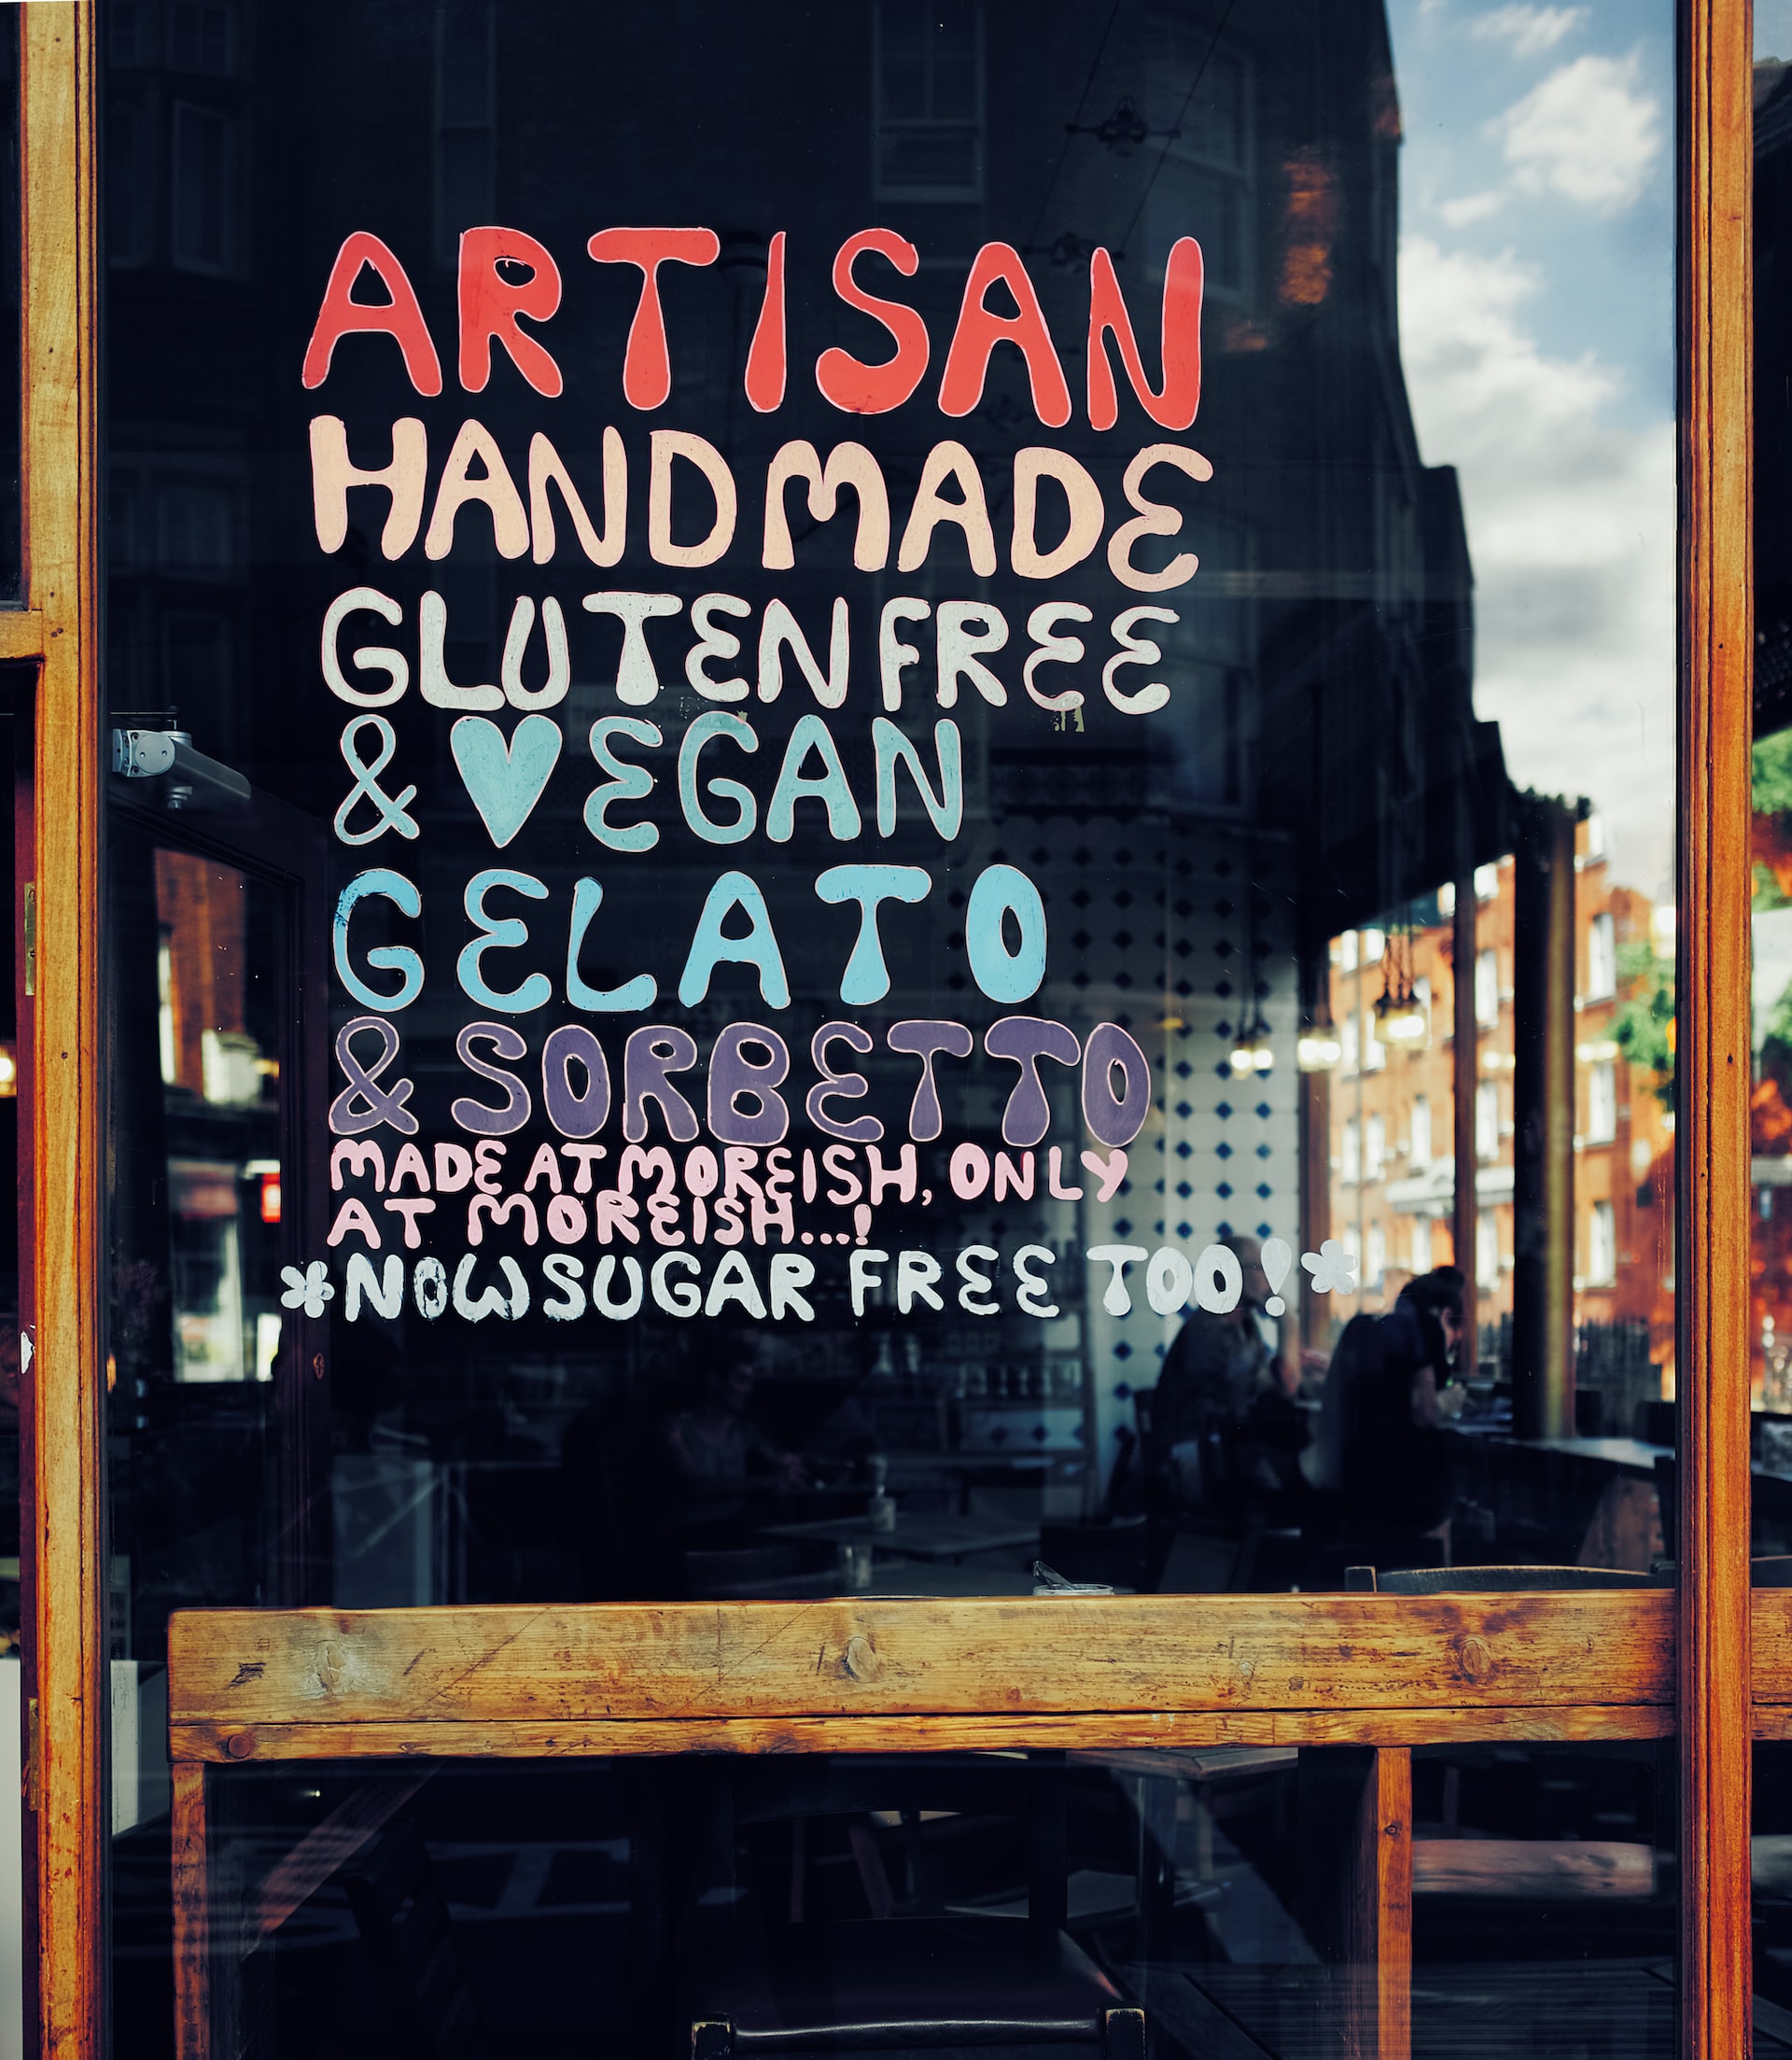 ARTISAN
HANDMADE
GLUTEN FREE
& VEGAN
GELATO
& SORBETTO
MADE AT MOREISH, ONLY
AT MOREISH...!
*NOW SUGAR FREE TOO!*